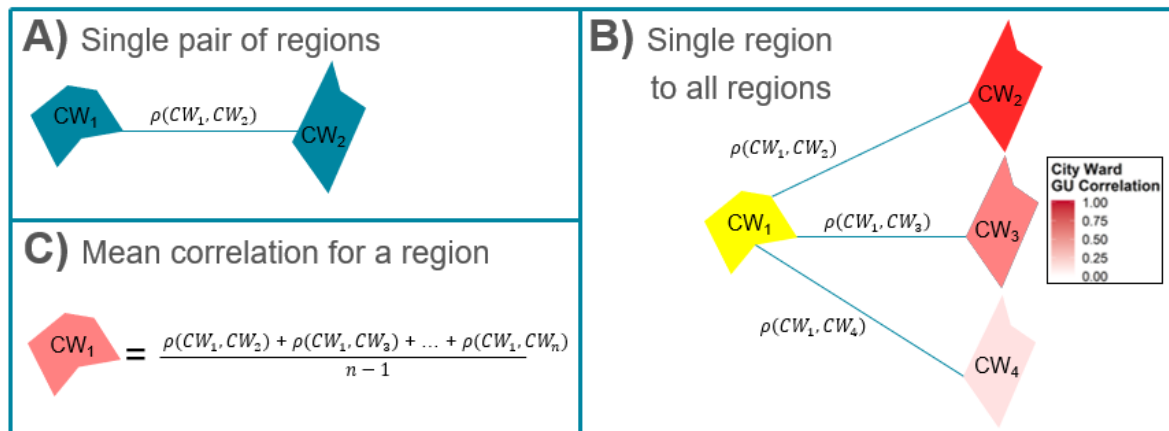 A) Single pair of regions
CW₁
ρ(CW₁, CW₂)
CW₂
C) Mean correlation for a region
CW₁ = ρ(CW₁, CW₂) + ρ(CW₁, CW₃) + … + ρ(CW₁, CWₙ)
n − 1
B) Single region
to all regions
CW₂
ρ(CW₁, CW₂)
CW₁
ρ(CW₁, CW₃)
CW₃
ρ(CW₁, CW₄)
CW₄
City Ward
GU Correlation
1.00
0.75
0.50
0.25
0.00